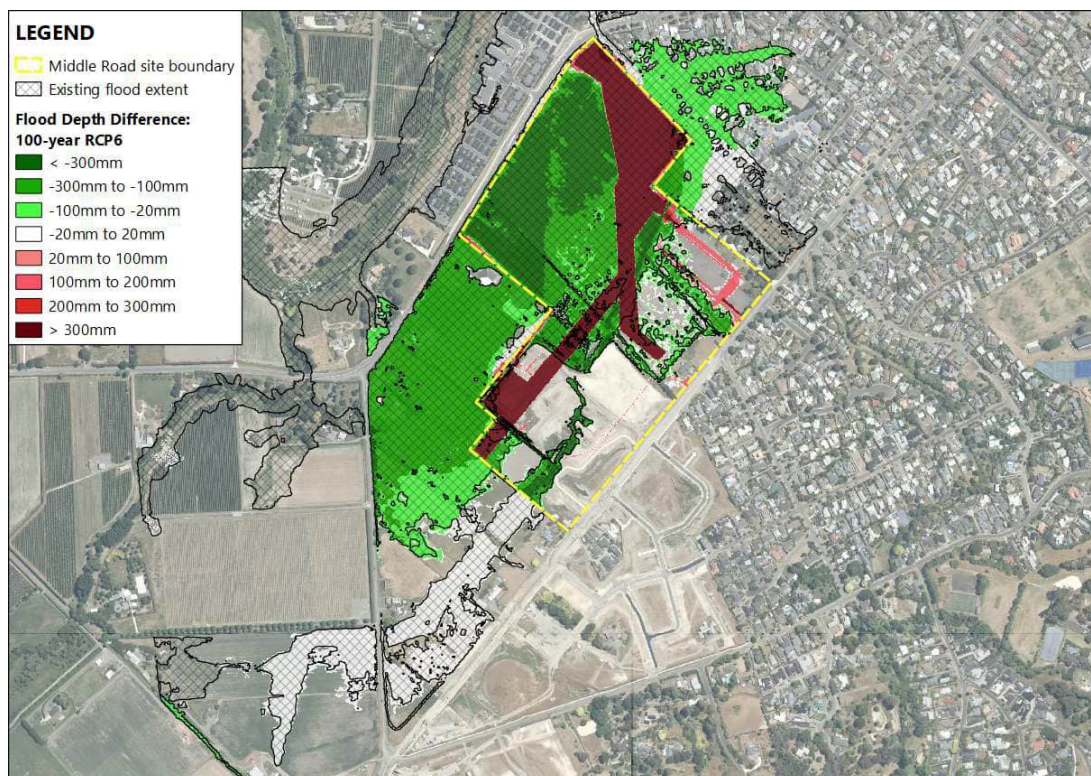 LEGEND
Middle Road site boundary
Existing flood extent
Flood Depth Difference:
100-year RCP6
< -300mm
-300mm to -100mm
-100mm to -20mm
-20mm to 20mm
20mm to 100mm
100mm to 200mm
200mm to 300mm
> 300mm